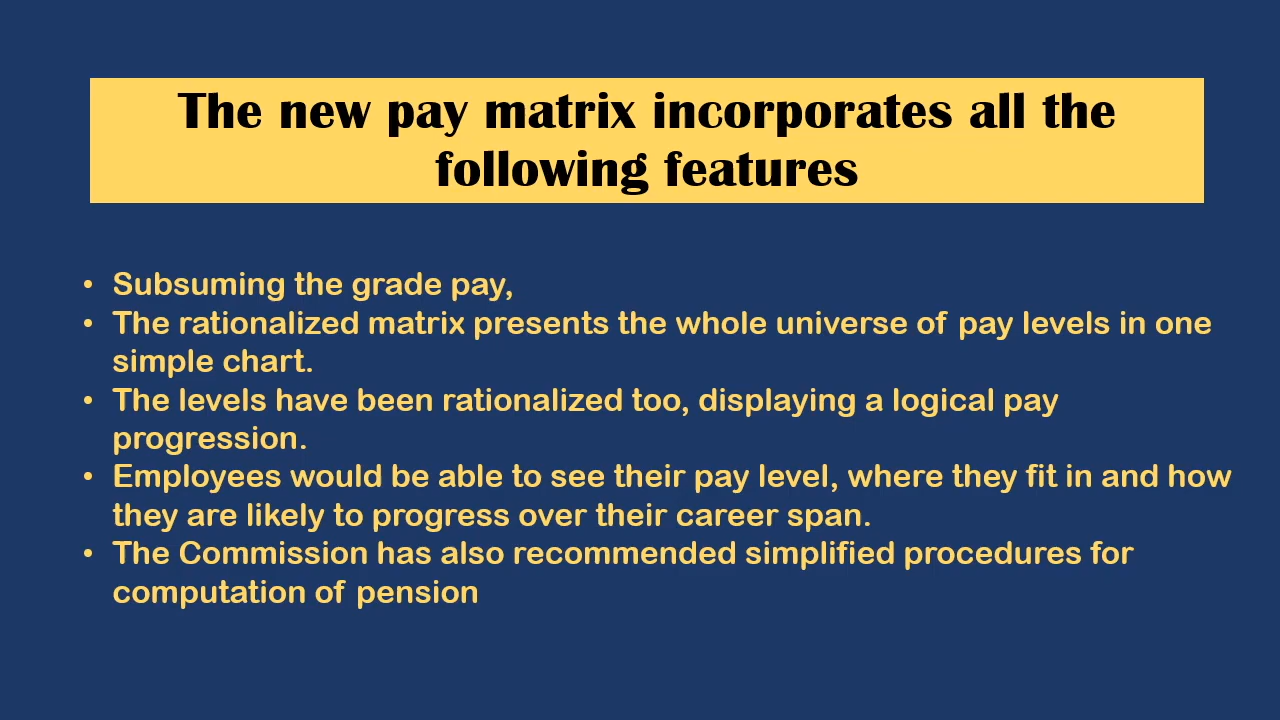 The new pay matrix incorporates all the
following features
• Subsuming the grade pay,
• The rationalized matrix presents the whole universe of pay levels in one
simple chart.
• The levels have been rationalized too, displaying a logical pay
progression.
• Employees would be able to see their pay level, where they fit in and how
they are likely to progress over their career span.
• The Commission has also recommended simplified procedures for
computation of pension